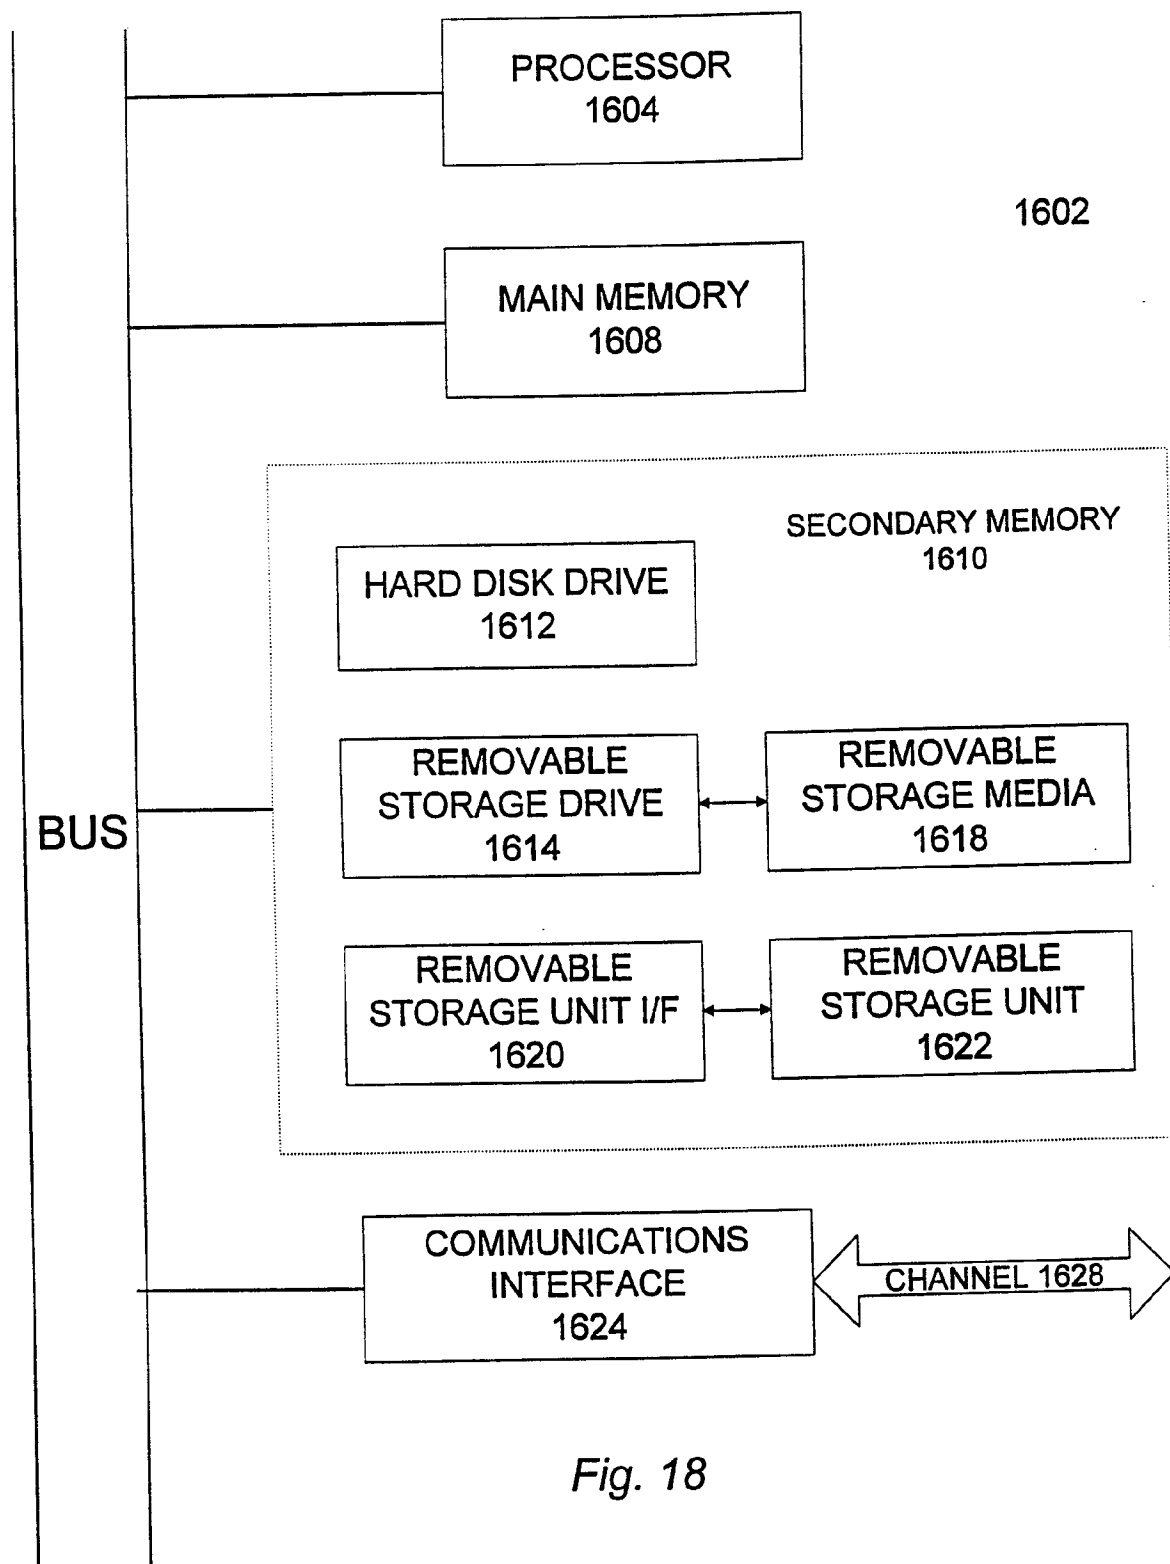 PROCESSOR
1604
1602
MAIN MEMORY
1608
SECONDARY MEMORY
1610
HARD DISK DRIVE
1612
REMOVABLE
STORAGE DRIVE
1614
REMOVABLE
STORAGE MEDIA
1618
BUS
REMOVABLE
STORAGE UNIT I/F
1620
REMOVABLE
STORAGE UNIT
1622
COMMUNICATIONS
INTERFACE
1624
CHANNEL 1628
Fig. 18